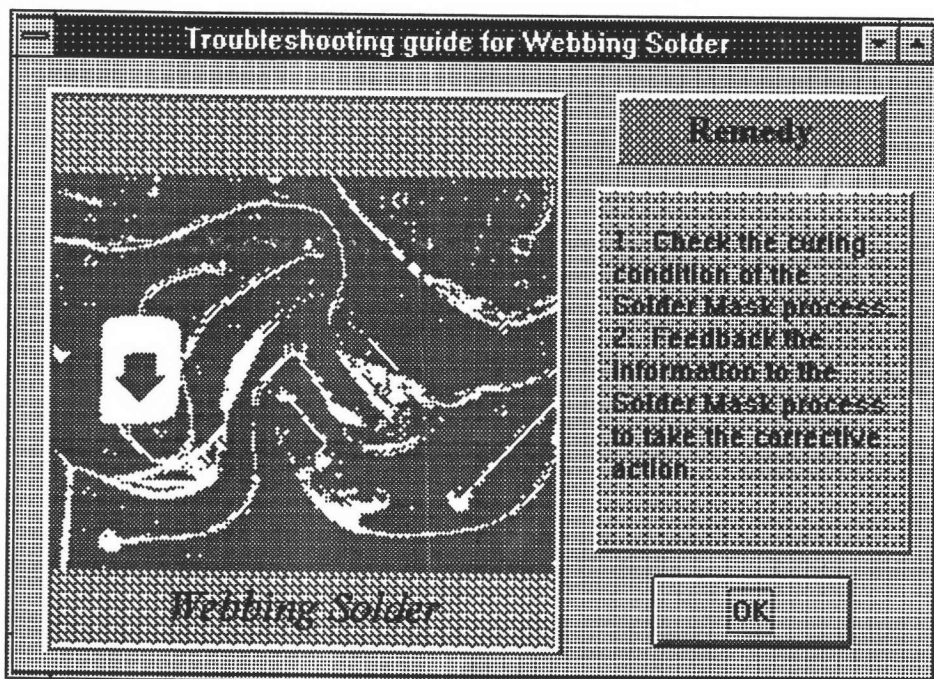 Troubleshooting guide for Webbing Solder
Remedy
1. Check the curing
condition of the
Solder Mask process.
2. Feedback the
information to the
Solder Mask process
to take the corrective
action.
Webbing Solder
OK